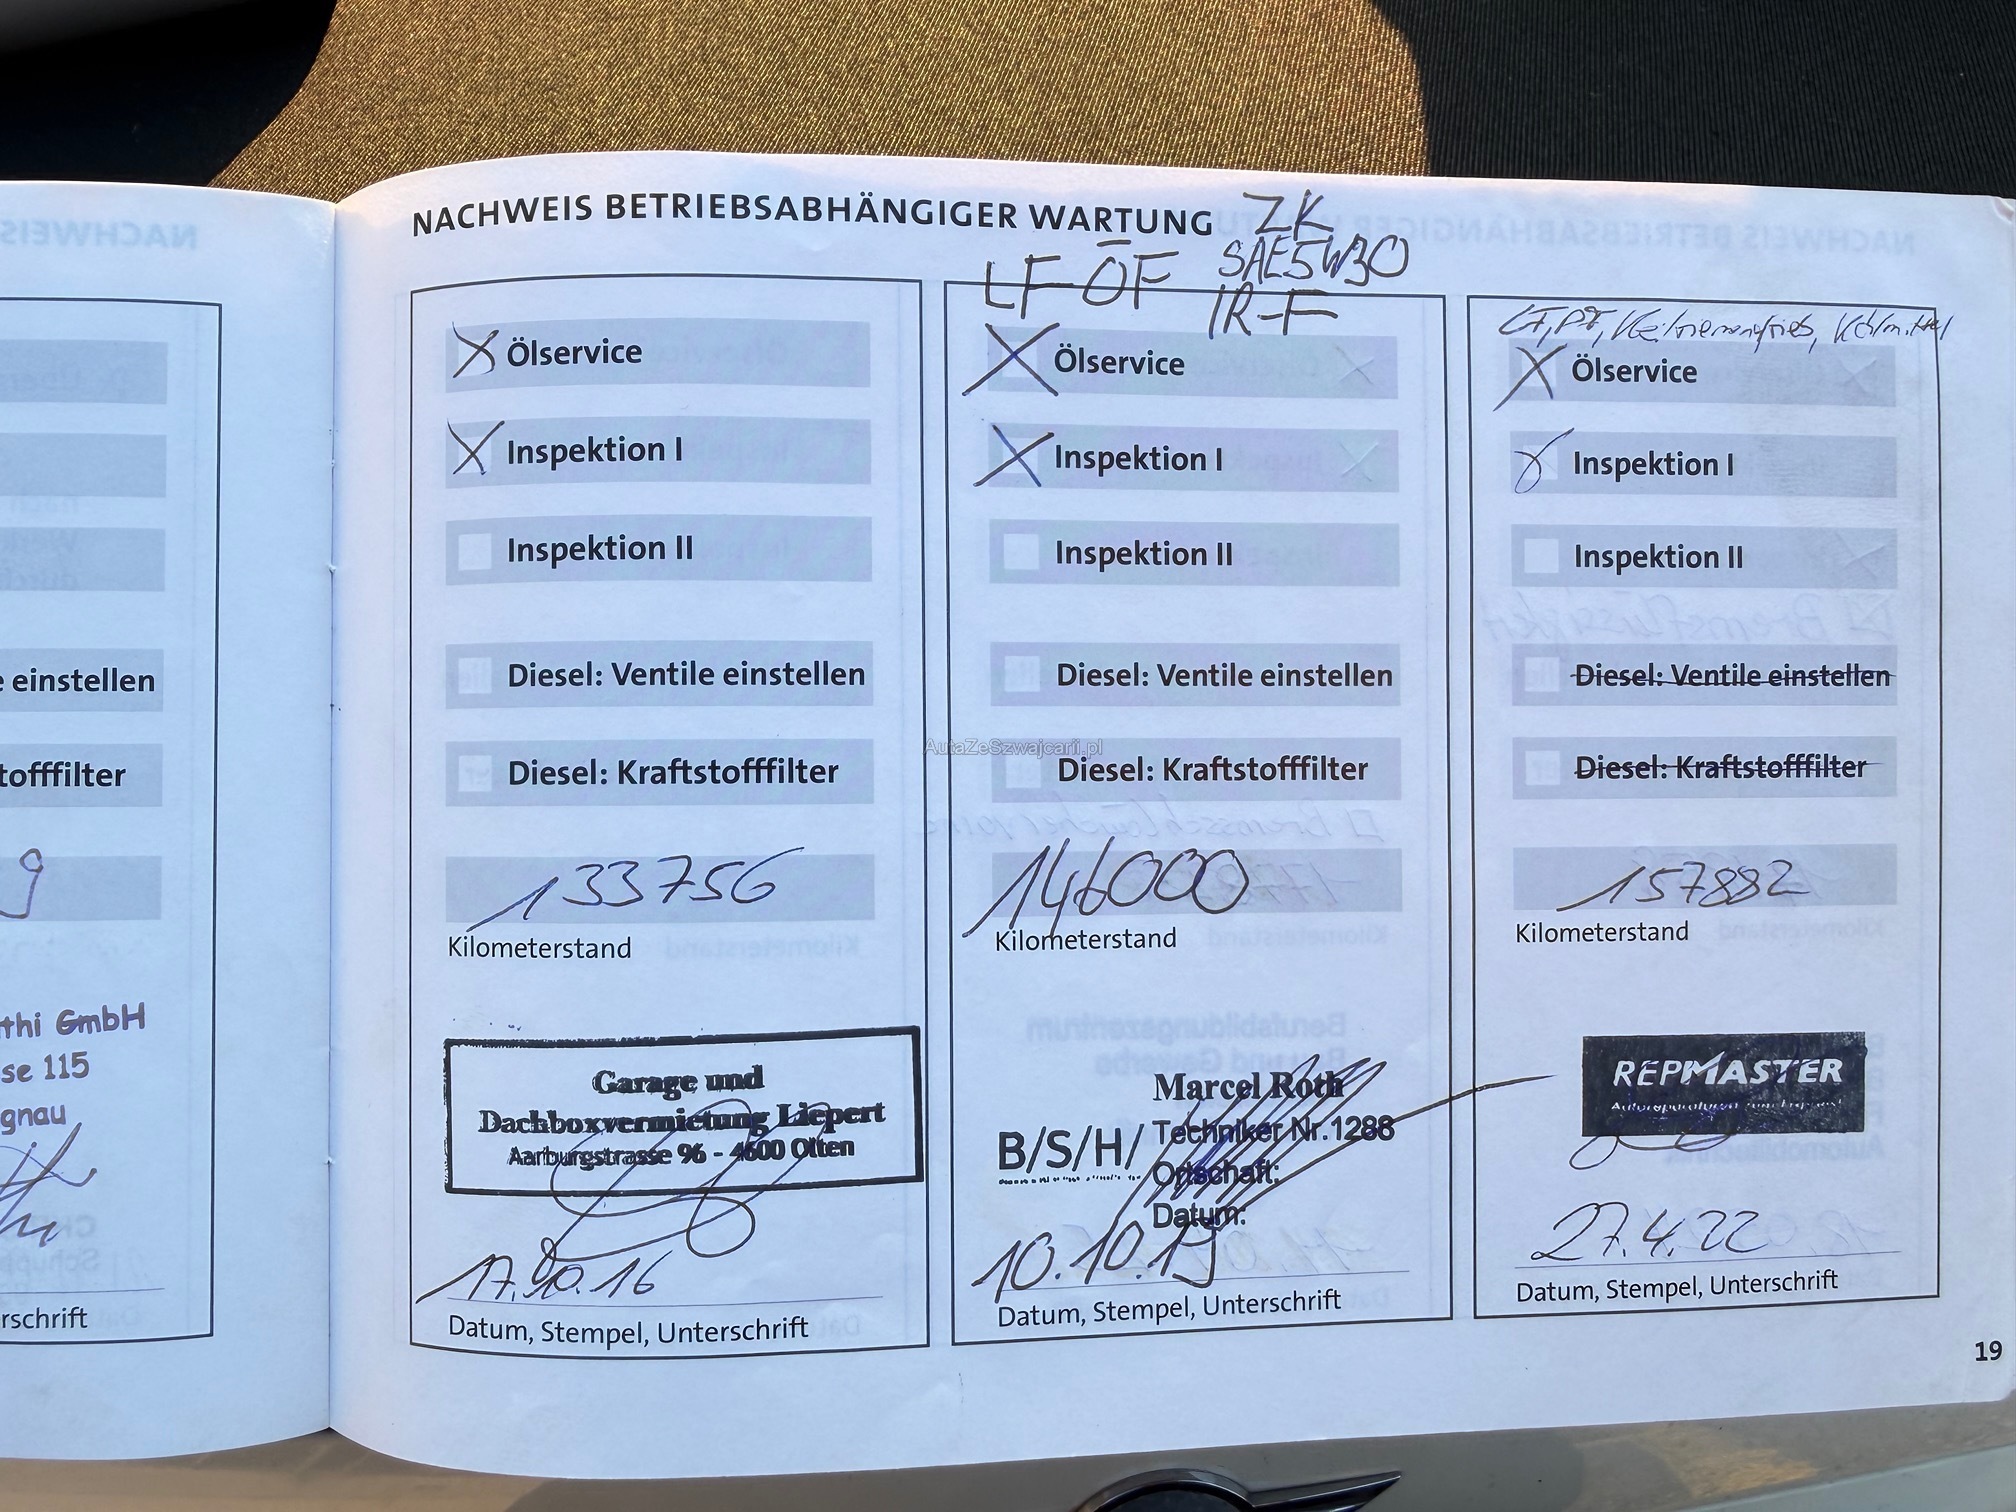 NACHWEIS BETRIEBSABHÄNGIGER WARTUNG
e einstellen
tofffilter
9
thi GmbH
se 115
gnau
rschrift
Ölservice
Inspektion I
Inspektion II
Diesel: Ventile einstellen
Diesel: Kraftstofffilter
133756
Kilometerstand
Garage und
Dachboxvermietung Liepert
Aarburgstrasse 96 - 4600 Olten
17.10.16
Datum, Stempel, Unterschrift
ZK
SAE5W30
LF ÖF
IR-F
Ölservice
Inspektion I
Inspektion II
Diesel: Ventile einstellen
AutaZeSzwajcarii.pl
Diesel: Kraftstofffilter
146000
Kilometerstand
Marcel Roth
B/S/H/ Techniker Nr.1288
Ortschaft:
Datum:
10.10.19
Datum, Stempel, Unterschrift
Ölservice
Inspektion I
Inspektion II
Diesel: Ventile einstellen
Diesel: Kraftstofffilter
157882
Kilometerstand
REPMASTER
27.4.22
Datum, Stempel, Unterschrift
19